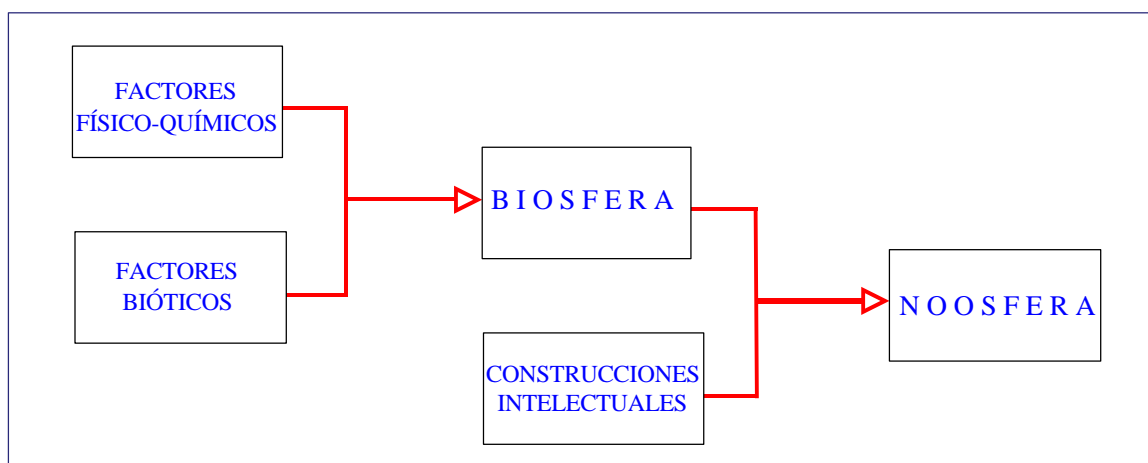 FACTORES
FÍSICO-QUÍMICOS
FACTORES
BIÓTICOS
B I O S F E R A
CONSTRUCCIONES
INTELECTUALES
N O O S F E R A